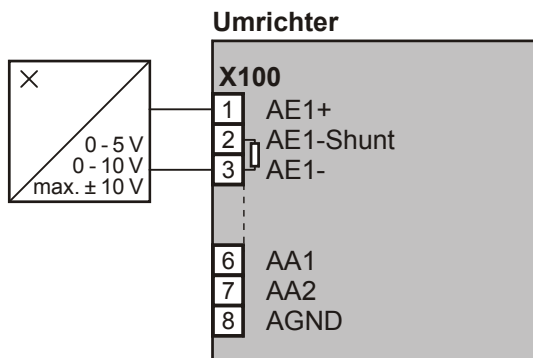 Umrichter
X100
×
0 - 5 V
0 - 10 V
max. ± 10 V
1 AE1+
2 AE1-Shunt
3 AE1-
6 AA1
7 AA2
8 AGND